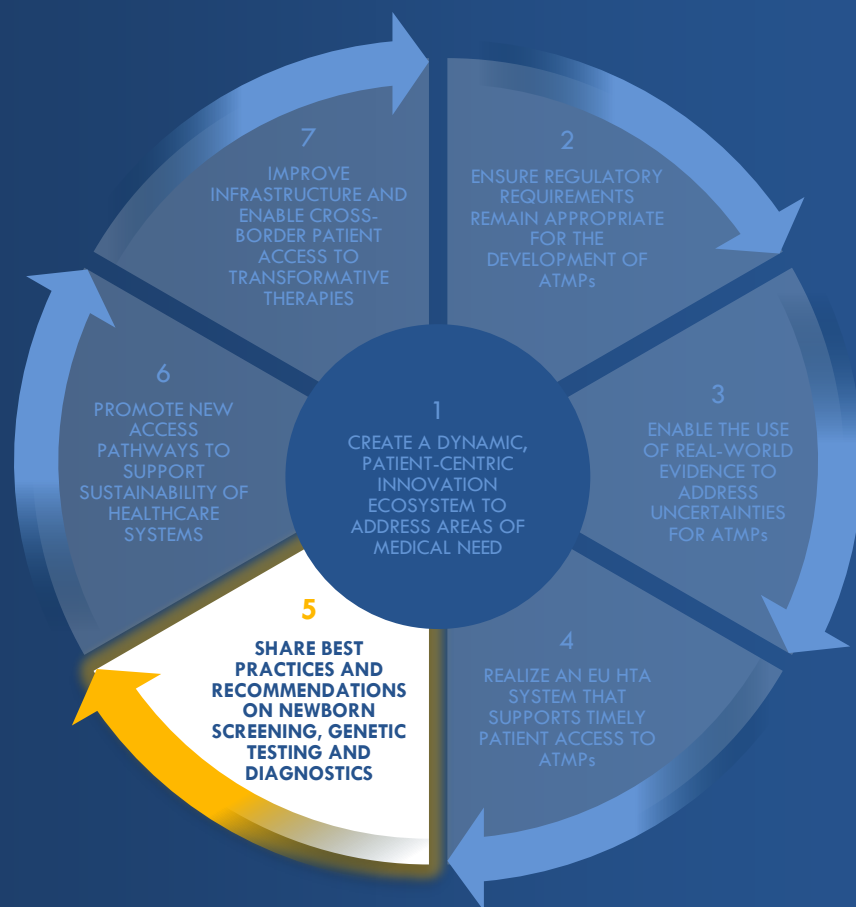 1
CREATE A DYNAMIC,
PATIENT-CENTRIC
INNOVATION
ECOSYSTEM TO
ADDRESS AREAS OF
MEDICAL NEED
2
ENSURE REGULATORY
REQUIREMENTS
REMAIN APPROPRIATE
FOR THE
DEVELOPMENT OF
ATMPs
3
ENABLE THE USE
OF REAL-WORLD
EVIDENCE TO
ADDRESS
UNCERTAINTIES
FOR ATMPs
4
REALIZE AN EU HTA
SYSTEM THAT
SUPPORTS TIMELY
PATIENT ACCESS TO
ATMPs
5
SHARE BEST
PRACTICES AND
RECOMMENDATIONS
ON NEWBORN
SCREENING, GENETIC
TESTING AND
DIAGNOSTICS
6
PROMOTE NEW
ACCESS
PATHWAYS TO
SUPPORT
SUSTAINABILITY OF
HEALTHCARE
SYSTEMS
7
IMPROVE
INFRASTRUCTURE AND
ENABLE CROSS-
BORDER PATIENT
ACCESS TO
TRANSFORMATIVE
THERAPIES